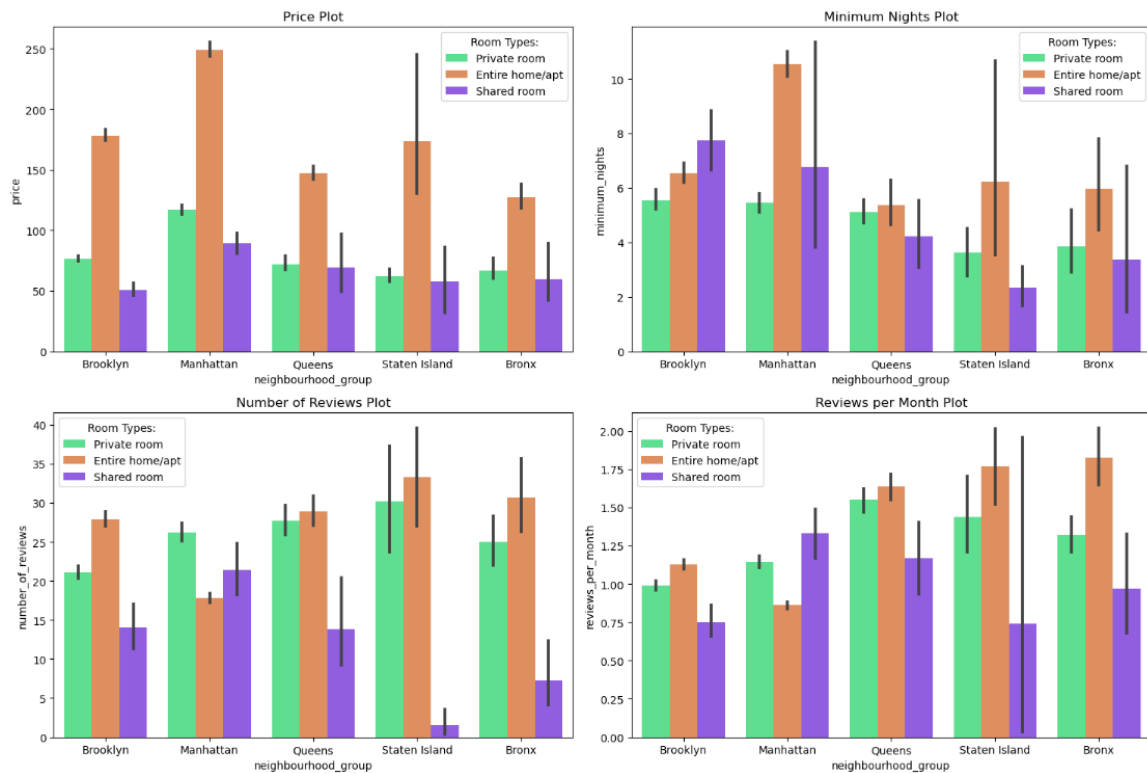 Price Plot
250
200
150
100
50
0
price
Room Types:
Private room
Entire home/apt
Shared room
Brooklyn Manhattan Queens Staten Island Bronx
neighbourhood_group
Minimum Nights Plot
10
8
6
4
2
0
minimum_nights
Room Types:
Private room
Entire home/apt
Shared room
Brooklyn Manhattan Queens Staten Island Bronx
neighbourhood_group
Number of Reviews Plot
40
35
30
25
20
15
10
5
0
number_of_reviews
Room Types:
Private room
Entire home/apt
Shared room
Brooklyn Manhattan Queens Staten Island Bronx
neighbourhood_group
Reviews per Month Plot
2.00
1.75
1.50
1.25
1.00
0.75
0.50
0.25
0.00
reviews_per_month
Room Types:
Private room
Entire home/apt
Shared room
Brooklyn Manhattan Queens Staten Island Bronx
neighbourhood_group